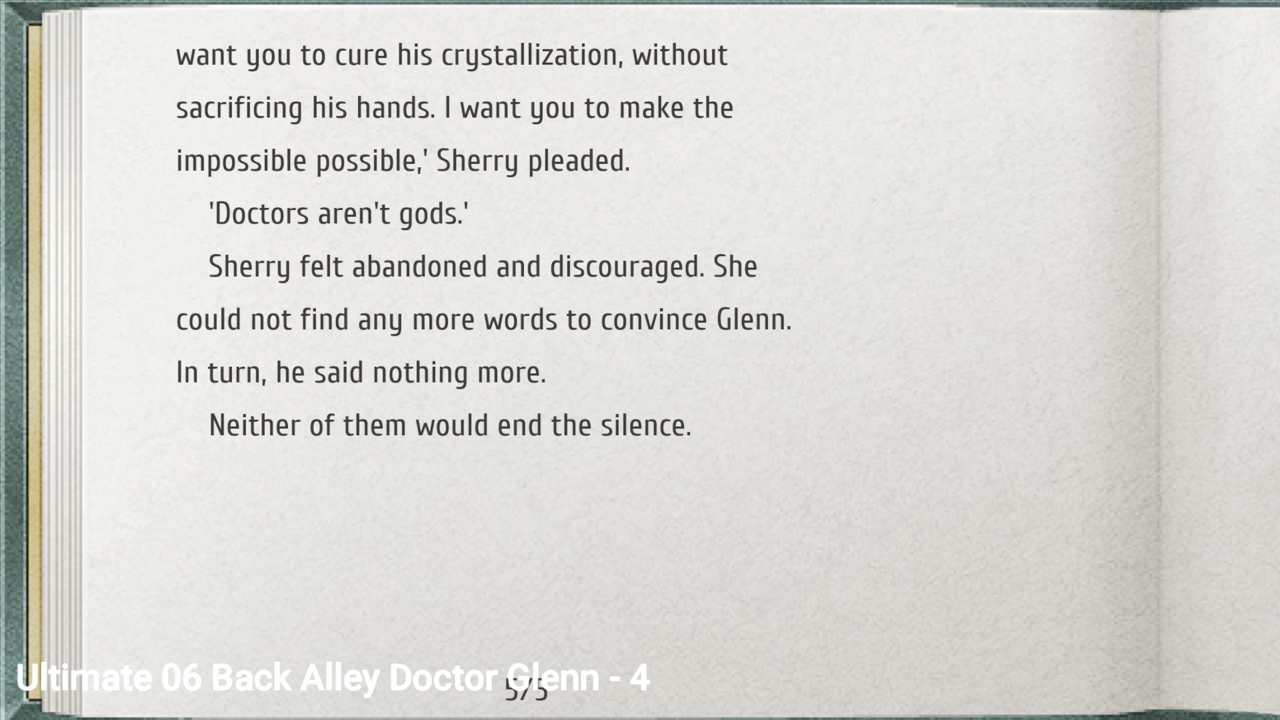 want you to cure his crystallization, without
sacrificing his hands. I want you to make the
impossible possible,' Sherry pleaded.
'Doctors aren't gods.'
Sherry felt abandoned and discouraged. She
could not find any more words to convince Glenn.
In turn, he said nothing more.
Neither of them would end the silence.
Ultimate 06 Back Alley Doctor Glenn - 4
5/5